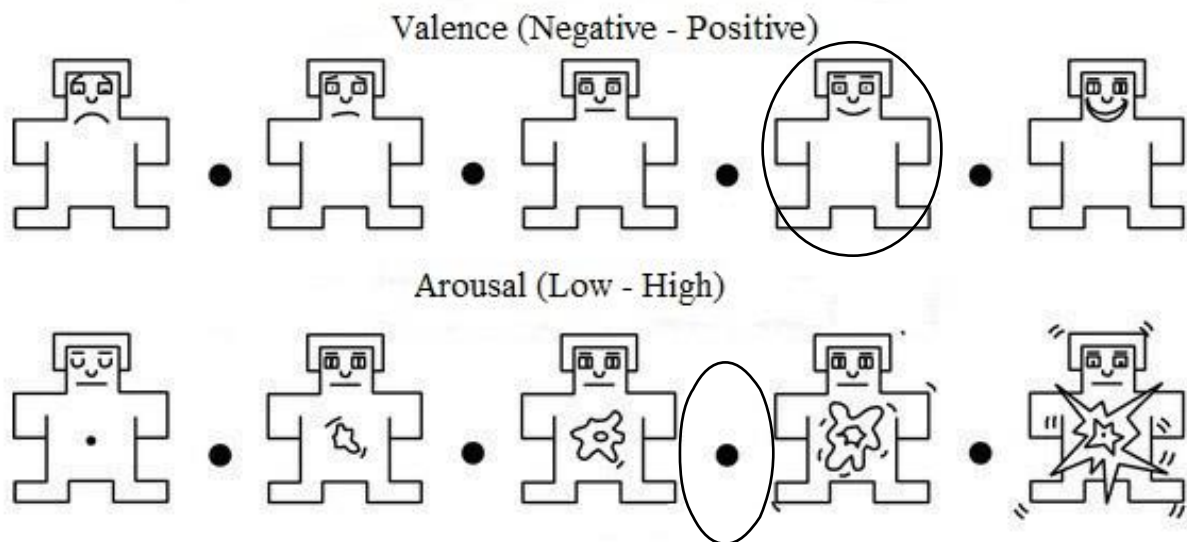 Valence (Negative - Positive)
Arousal (Low - High)